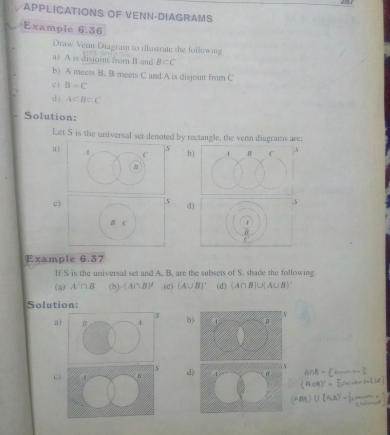 287
APPLICATIONS OF VENN-DIAGRAMS
Example 6.36
Draw Venn Diagram to illustrate the following
a) A is disjoint from B and B⊂C
b) A meets B, B meets C and A is disjoint from C
c) B = C
d) A⊂B⊂C
Solution:
Let S is the universal set denoted by rectangle, the venn diagrams are:
a) A C B S b) A B C S
c) B C S d) A B C S
Example 6.37
If S is the universal set and A, B, are the subsets of S, shade the following
(a) A'∩B (b) (A∩B)' (c) (A∪B)' (d) (A∩B)∪(A∪B)'
Solution:
a) B A S b) A B S
c) A B S d) A B S
A∩B = {common}
(A∪B)' =
(A∩B) ∪ (A∪B)' =